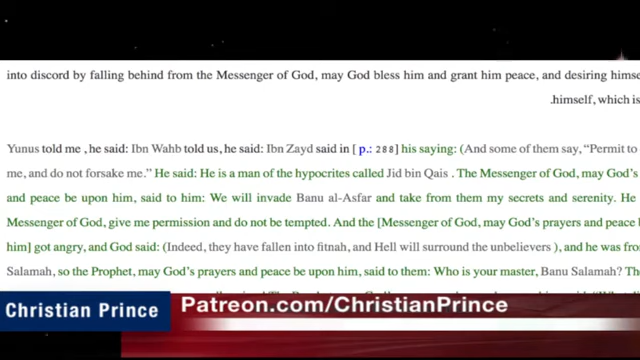 into discord by falling behind from the Messenger of God, may God bless him and grant him peace, and desiring himse
.himself, which is
Yunus told me , he said: Ibn Wahb told us, he said: Ibn Zayd said in [ p.: 288] his saying: (And some of them say, “Permit to
me, and do not forsake me.” He said: He is a man of the hypocrites called Jid bin Qais . The Messenger of God, may God’s
and peace be upon him, said to him: We will invade Banu al-Asfar and take from them my secrets and serenity. He
Messenger of God, give me permission and do not be tempted. And the [Messenger of God, may God’s prayers and peace b
him] got angry, and God said: (Indeed, they have fallen into fitnah, and Hell will surround the unbelievers ), and he was fro
Salamah, so the Prophet, may God’s prayers and peace be upon him, said to them: Who is your master, Banu Salamah? The
Christian Prince
Patreon.com/ChristianPrince